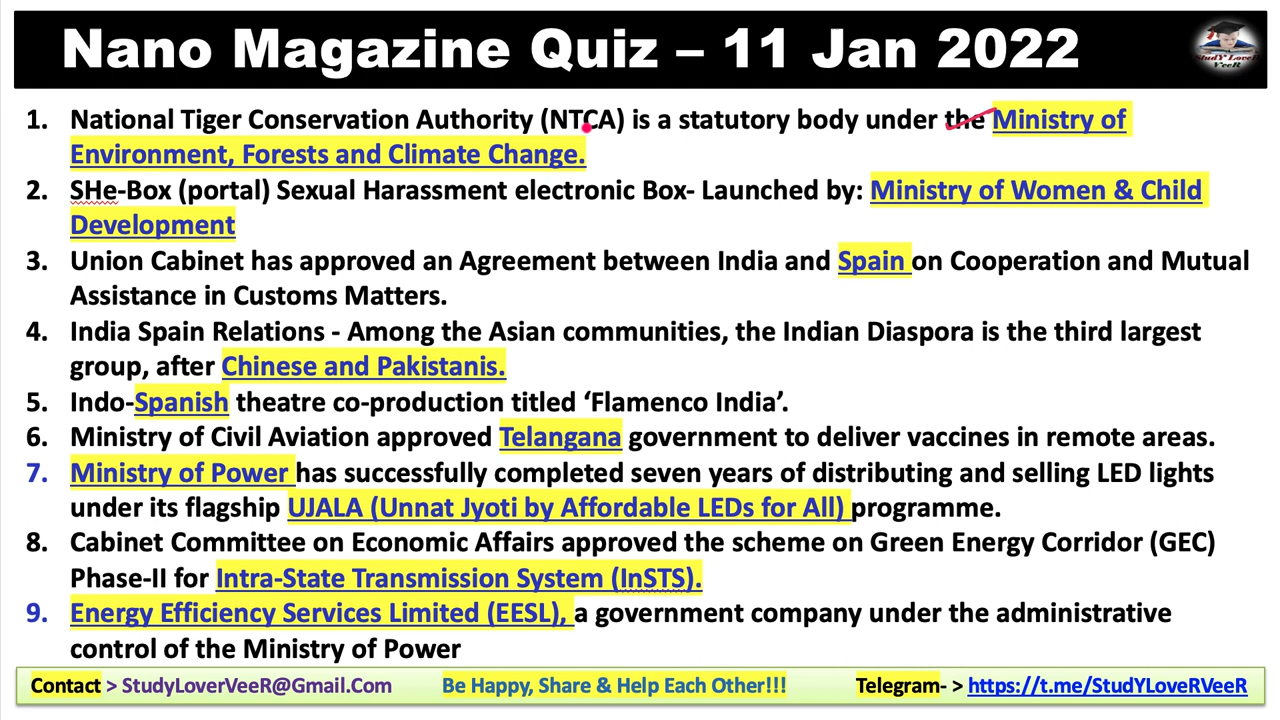 Nano Magazine Quiz – 11 Jan 2022
StudY LoveR
VeeR
1. National Tiger Conservation Authority (NTCA) is a statutory body under the Ministry of
Environment, Forests and Climate Change.
2. SHe-Box (portal) Sexual Harassment electronic Box- Launched by: Ministry of Women & Child
Development
3. Union Cabinet has approved an Agreement between India and Spain on Cooperation and Mutual
Assistance in Customs Matters.
4. India Spain Relations - Among the Asian communities, the Indian Diaspora is the third largest
group, after Chinese and Pakistanis.
5. Indo-Spanish theatre co-production titled ‘Flamenco India’.
6. Ministry of Civil Aviation approved Telangana government to deliver vaccines in remote areas.
7. Ministry of Power has successfully completed seven years of distributing and selling LED lights
under its flagship UJALA (Unnat Jyoti by Affordable LEDs for All) programme.
8. Cabinet Committee on Economic Affairs approved the scheme on Green Energy Corridor (GEC)
Phase-II for Intra-State Transmission System (InSTS).
9. Energy Efficiency Services Limited (EESL), a government company under the administrative
control of the Ministry of Power
Contact > StudyLoverVeeR@Gmail.Com Be Happy, Share & Help Each Other!!! Telegram- > https://t.me/StudYLoveRVeeR